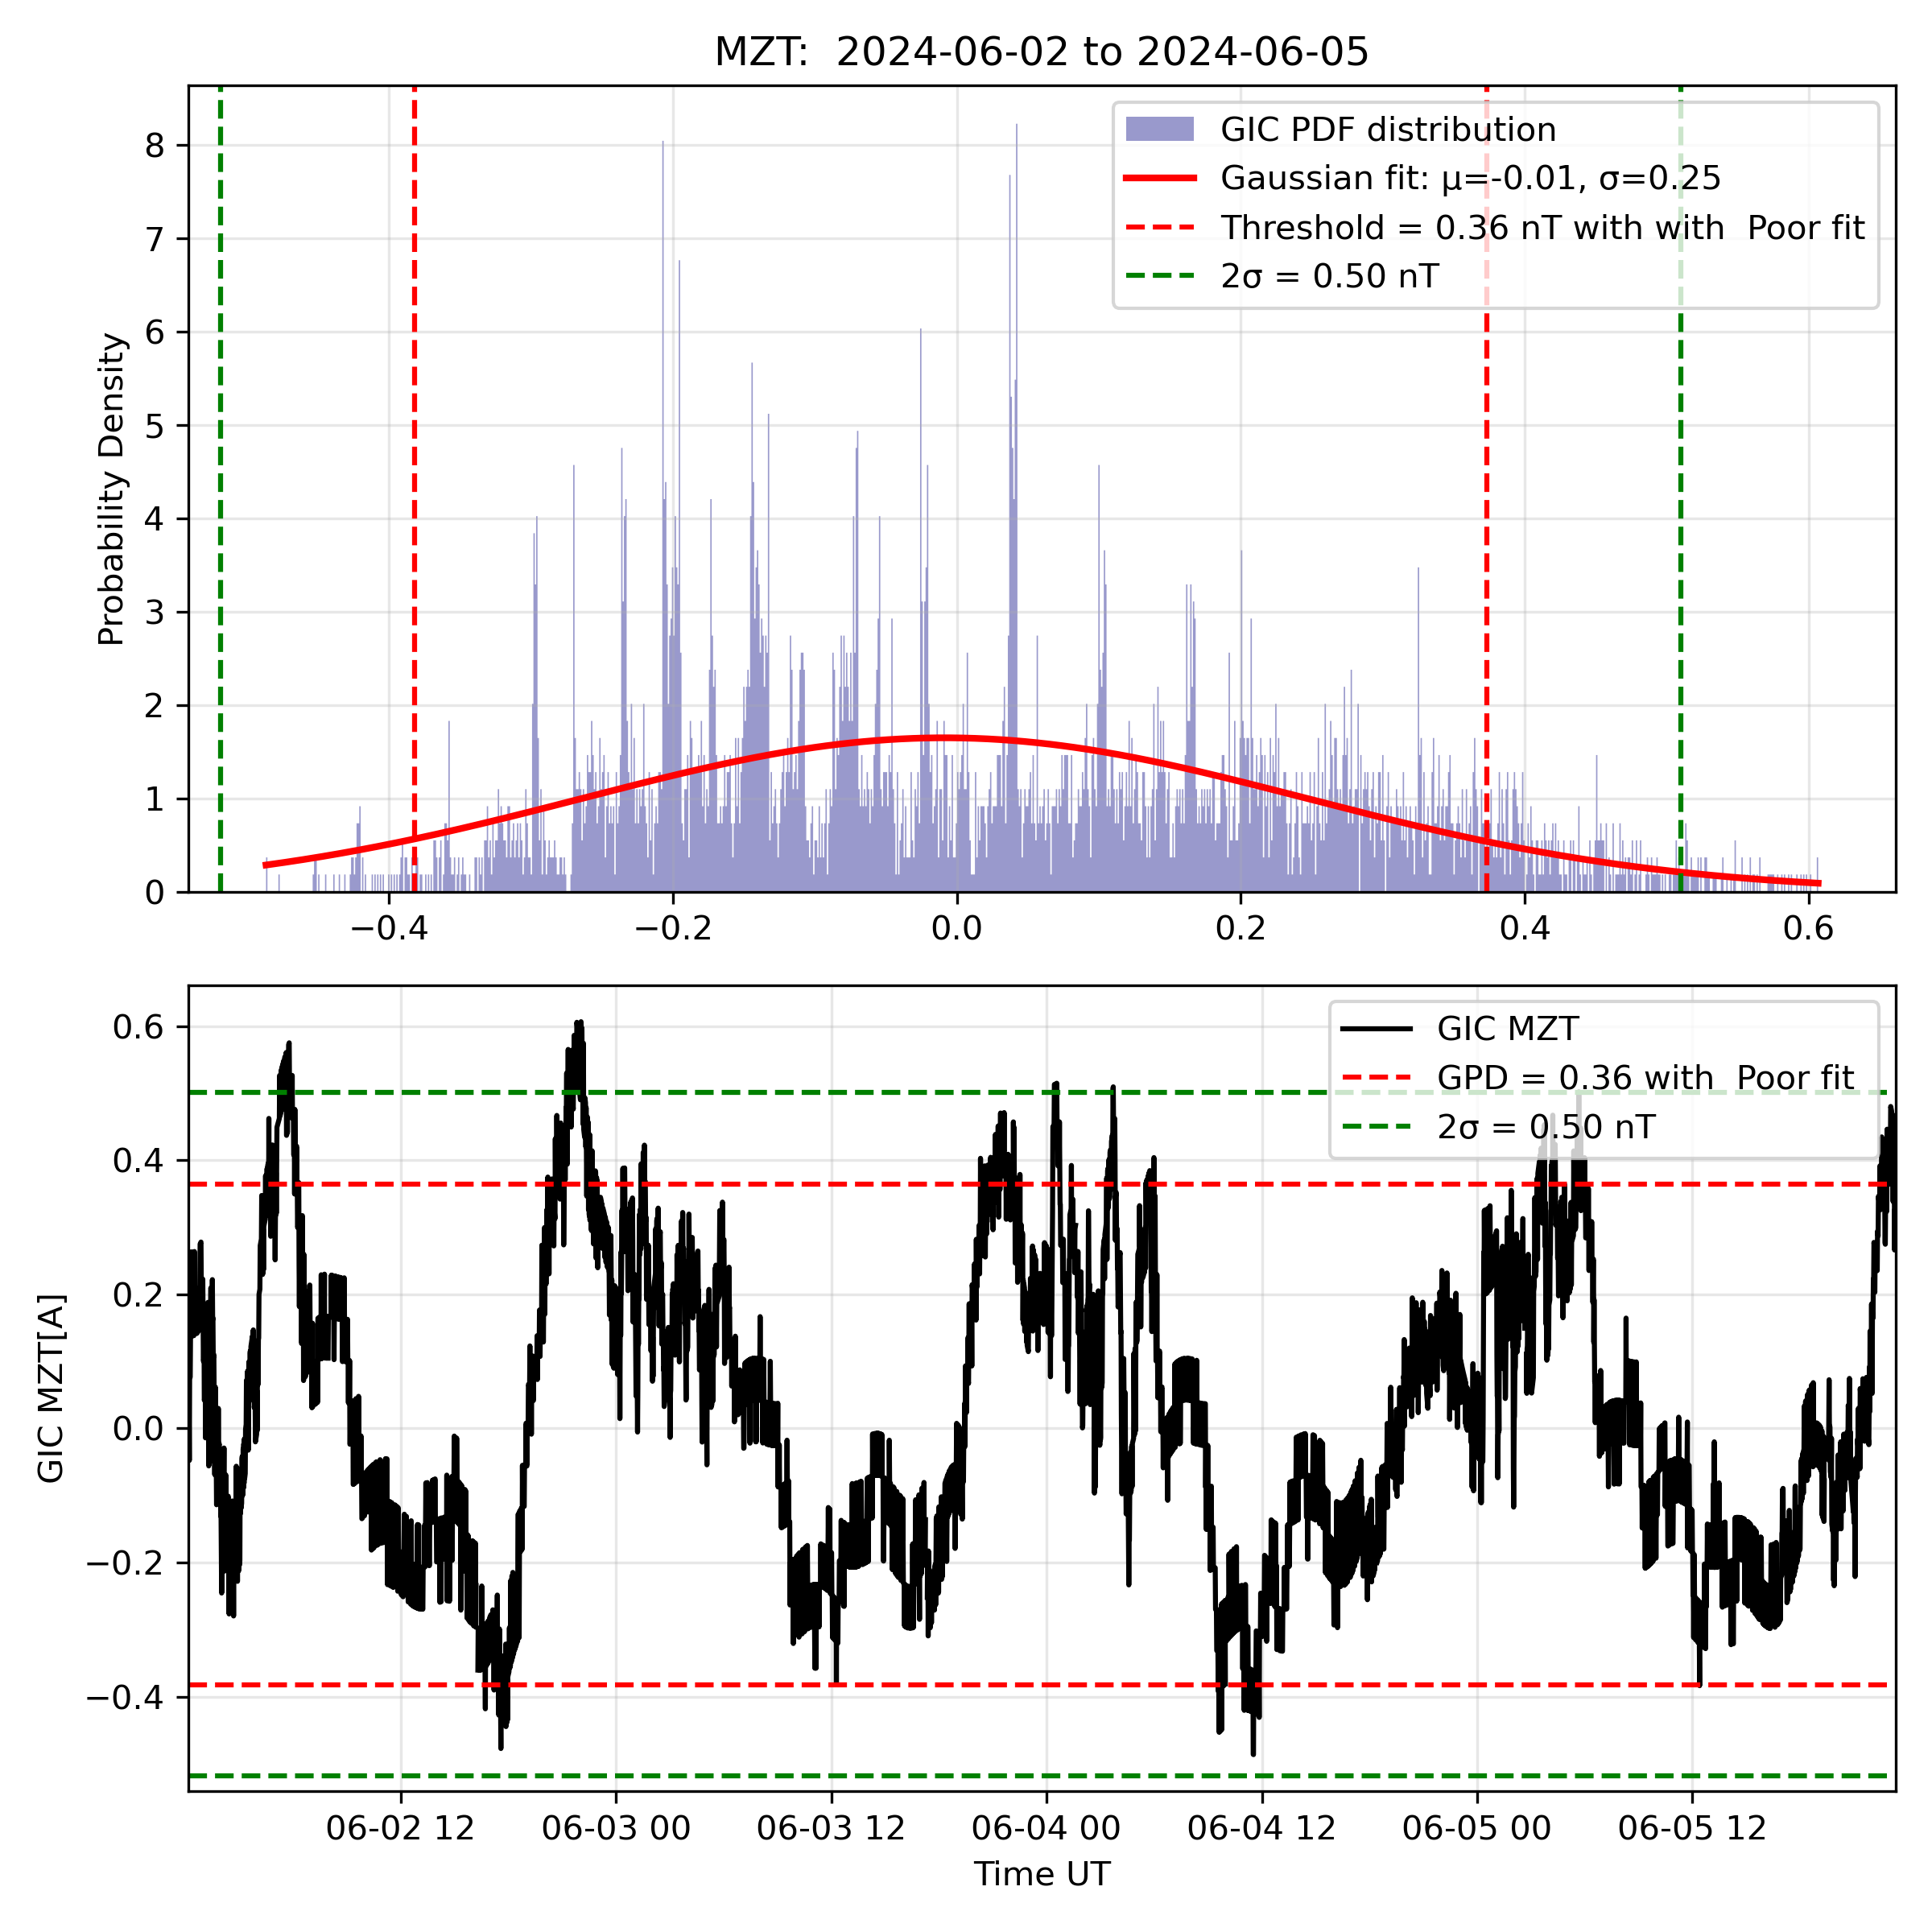 MZT:  2024-06-02 to 2024-06-05
GIC PDF distribution
Gaussian fit: μ=-0.01, σ=0.25
Threshold = 0.36 nT with with  Poor fit
2σ = 0.50 nT
Probability Density
8
7
6
5
4
3
2
1
0
−0.4
−0.2
0.0
0.2
0.4
0.6
GIC MZT
GPD = 0.36 with  Poor fit
2σ = 0.50 nT
GIC MZT[A]
0.6
0.4
0.2
0.0
−0.2
−0.4
06-02 12
06-03 00
06-03 12
06-04 00
06-04 12
06-05 00
06-05 12
Time UT